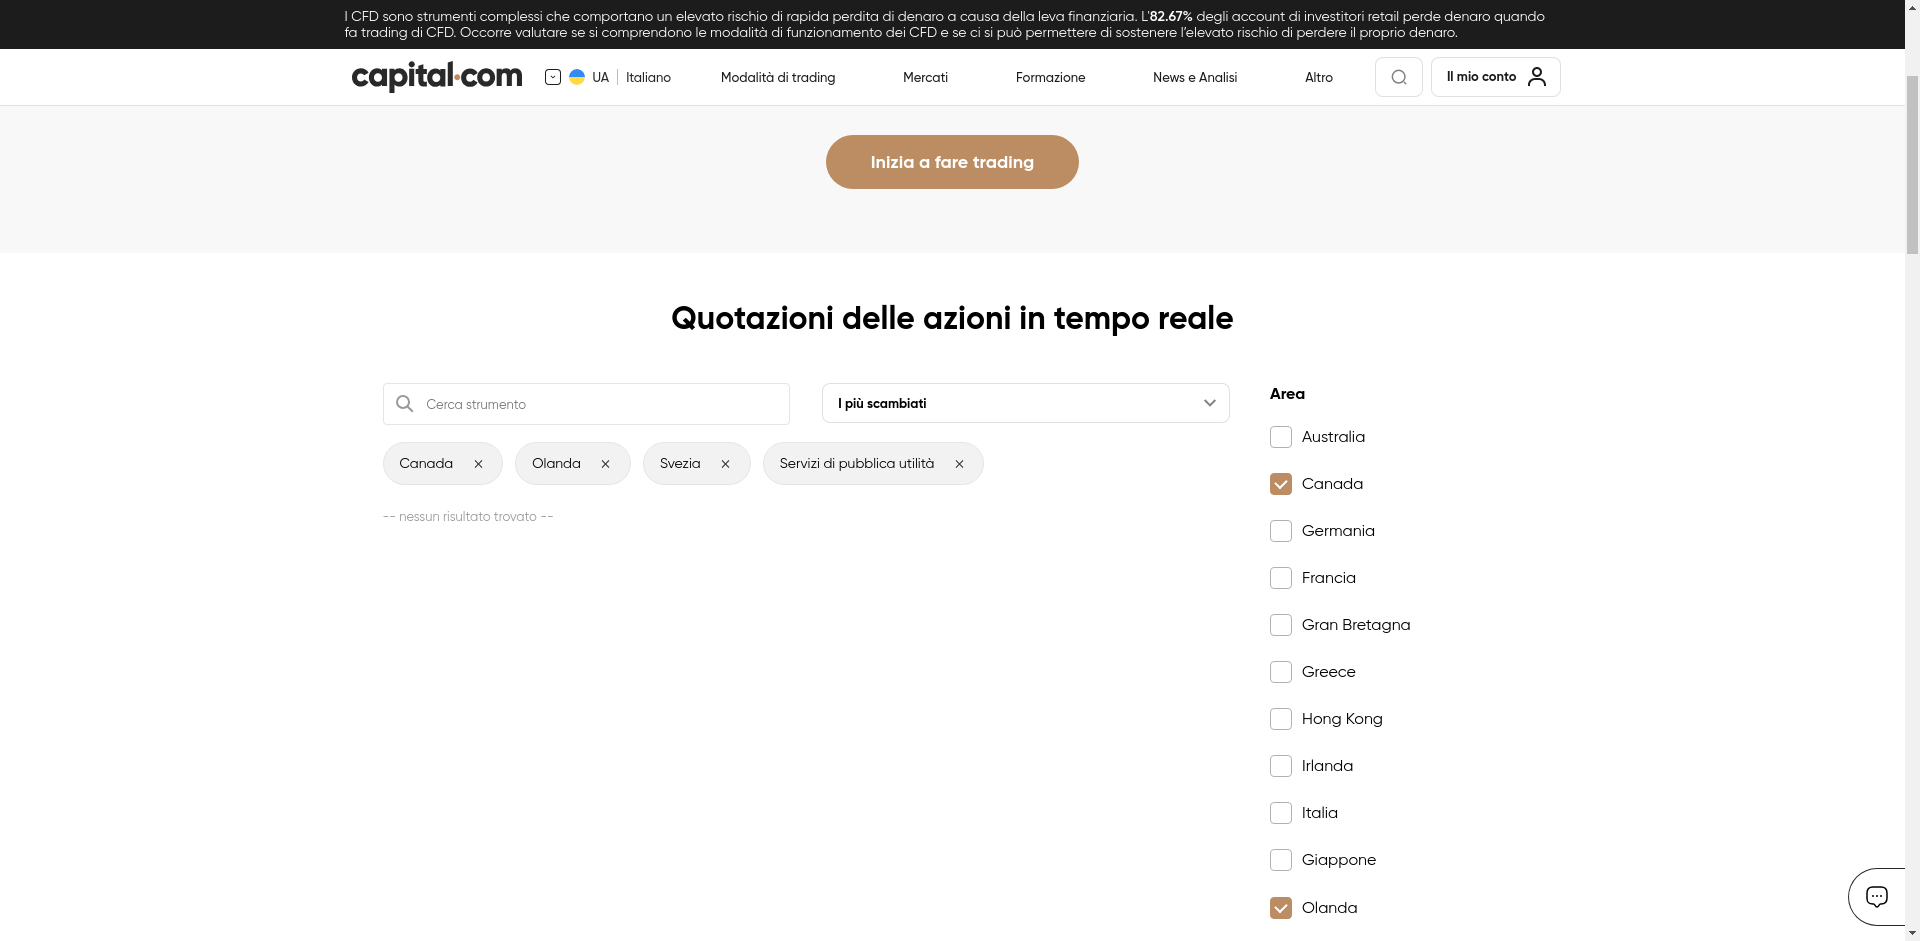 I CFD sono strumenti complessi che comportano un elevato rischio di rapida perdita di denaro a causa della leva finanziaria. L'82.67% degli account di investitori retail perde denaro quando
fa trading di CFD. Occorre valutare se si comprendono le modalità di funzionamento dei CFD e se ci si può permettere di sostenere l'elevato rischio di perdere il proprio denaro.
capital.com UA Italiano Modalità di trading Mercati Formazione News e Analisi Altro Il mio conto
Inizia a fare trading
Quotazioni delle azioni in tempo reale
Cerca strumento
I più scambiati
Canada Olanda Svezia Servizi di pubblica utilità
-- nessun risultato trovato --
Area
Australia
Canada
Germania
Francia
Gran Bretagna
Greece
Hong Kong
Irlanda
Italia
Giappone
Olanda